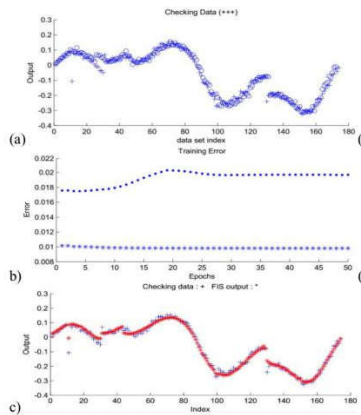 Checking Data (+++)
0.4
0.3
0.2
0.1
0
-0.1
-0.2
-0.3
-0.4
Output
0 20 40 60 80 100 120 140 160 180
data set index
(a)
(
Training Error
0.022
0.02
0.018
0.016
0.014
0.012
0.01
0.008
Error
0 5 10 15 20 25 30 35 40 45 50
Epochs
b)
(
Checking data : + FIS output : *
0.3
0.2
0.1
0
-0.1
-0.2
-0.3
-0.4
Output
0 20 40 60 80 100 120 140 160 180
Index
c)